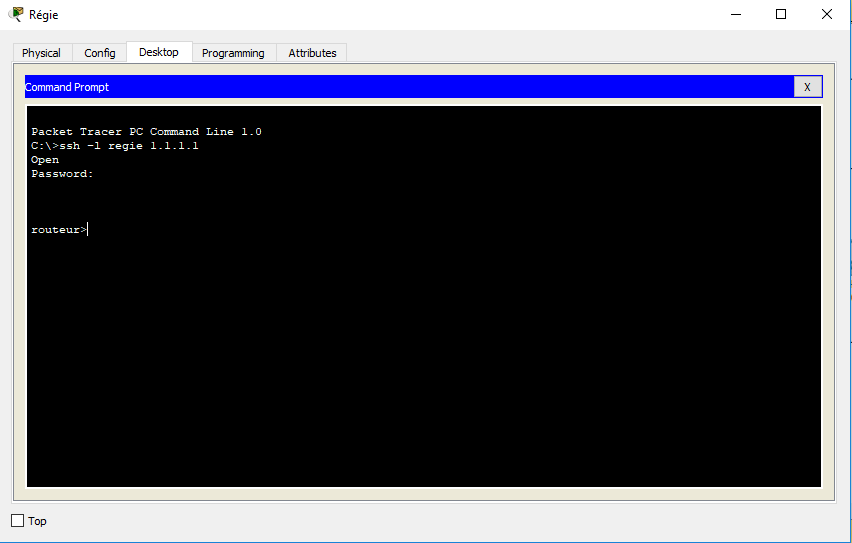 Régie
Physical Config Desktop Programming Attributes
Command Prompt X
Packet Tracer PC Command Line 1.0
C:\>ssh -l regie 1.1.1.1
Open
Password:
routeur>
Top